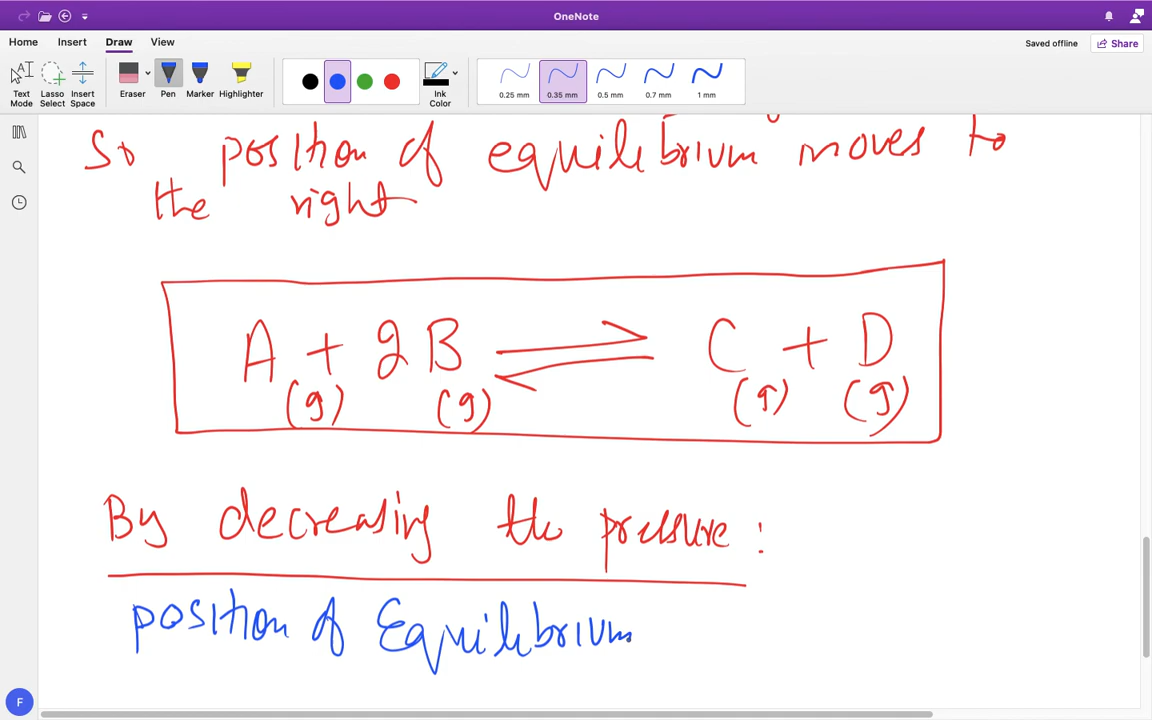 OneNote
Home Insert Draw View
Saved offline Share
Text Mode Lasso Select Insert Space Eraser Pen Marker Highlighter Ink Color 0.25 mm 0.35 mm 0.5 mm 0.7 mm 1 mm
So position of equilibrium moves to
the right
A + 2B ⇌ C + D
(g) (g) (g) (g)
By decreasing the pressure :
position of Equilibrium
F